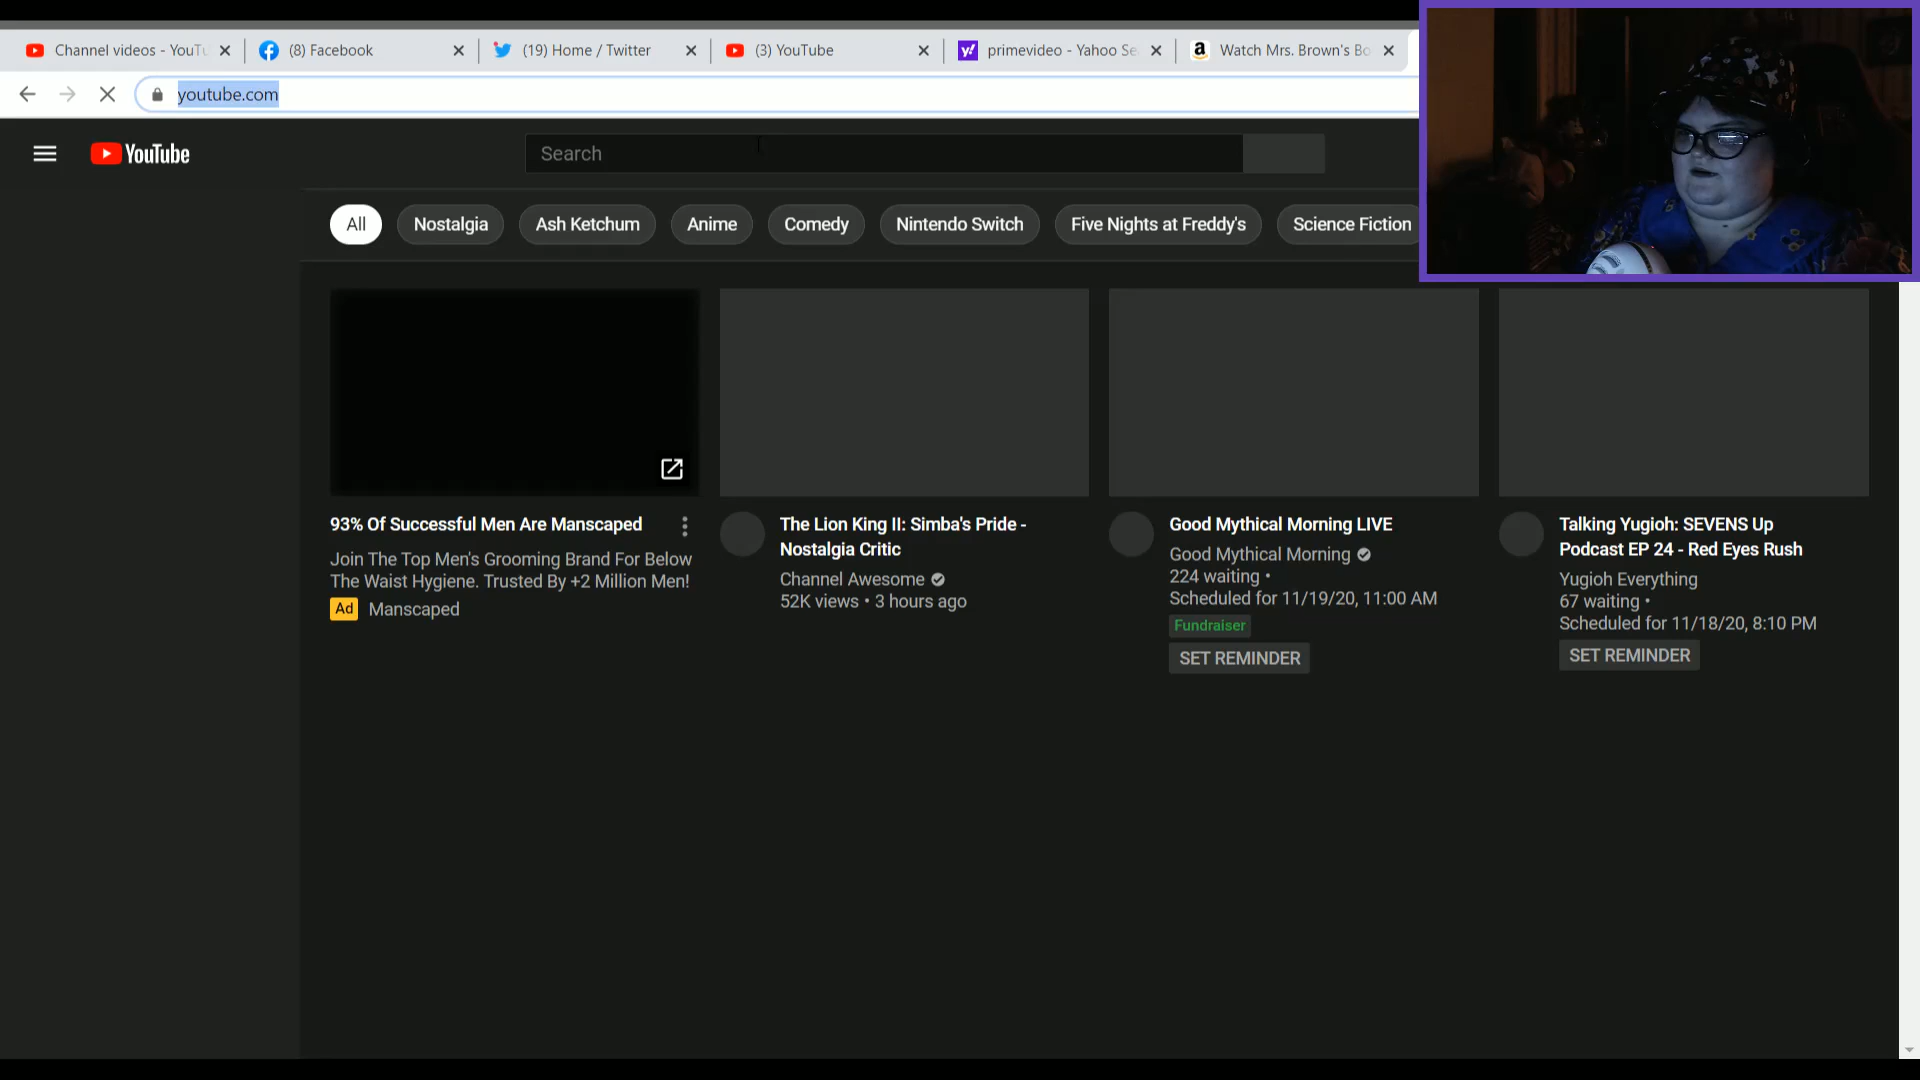 Channel videos - YouTu
(8) Facebook
(19) Home / Twitter
(3) YouTube
primevideo - Yahoo Se
Watch Mrs. Brown's Bo
youtube.com
YouTube
Search
All
Nostalgia
Ash Ketchum
Anime
Comedy
Nintendo Switch
Five Nights at Freddy's
Science Fiction
93% Of Successful Men Are Manscaped
Join The Top Men's Grooming Brand For Below
The Waist Hygiene. Trusted By +2 Million Men!
Ad Manscaped
The Lion King II: Simba's Pride -
Nostalgia Critic
Channel Awesome
52K views • 3 hours ago
Good Mythical Morning LIVE
Good Mythical Morning
224 waiting •
Scheduled for 11/19/20, 11:00 AM
Fundraiser
SET REMINDER
Talking Yugioh: SEVENS Up
Podcast EP 24 - Red Eyes Rush
Yugioh Everything
67 waiting •
Scheduled for 11/18/20, 8:10 PM
SET REMINDER